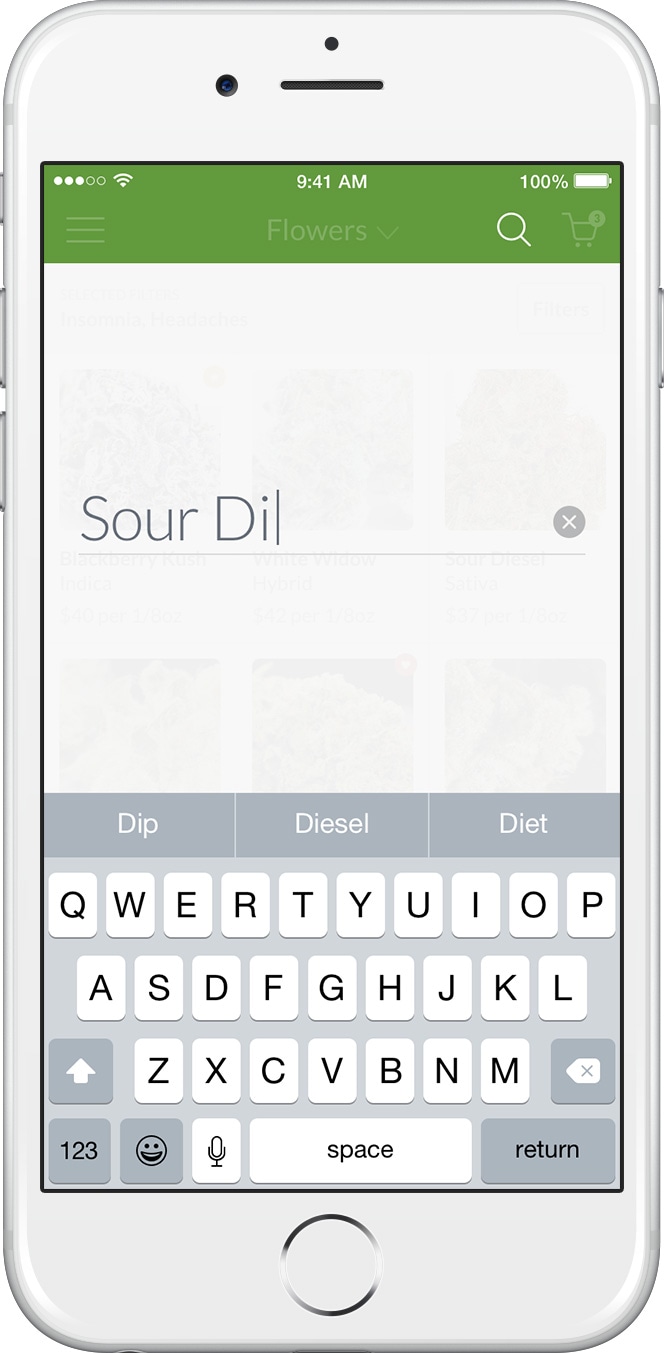 9:41 AM 100%
Flowers 3
Insomnia, Headaches Filters
Sour Di
Blackberry Kush White Widow Sour Diesel
Indica Hybrid Sativa
$40 per 1/8oz $42 per 1/8oz $37 per 1/8oz
Dip Diesel Diet
Q W E R T Y U I O P
A S D F G H J K L
Z X C V B N M
123 space return